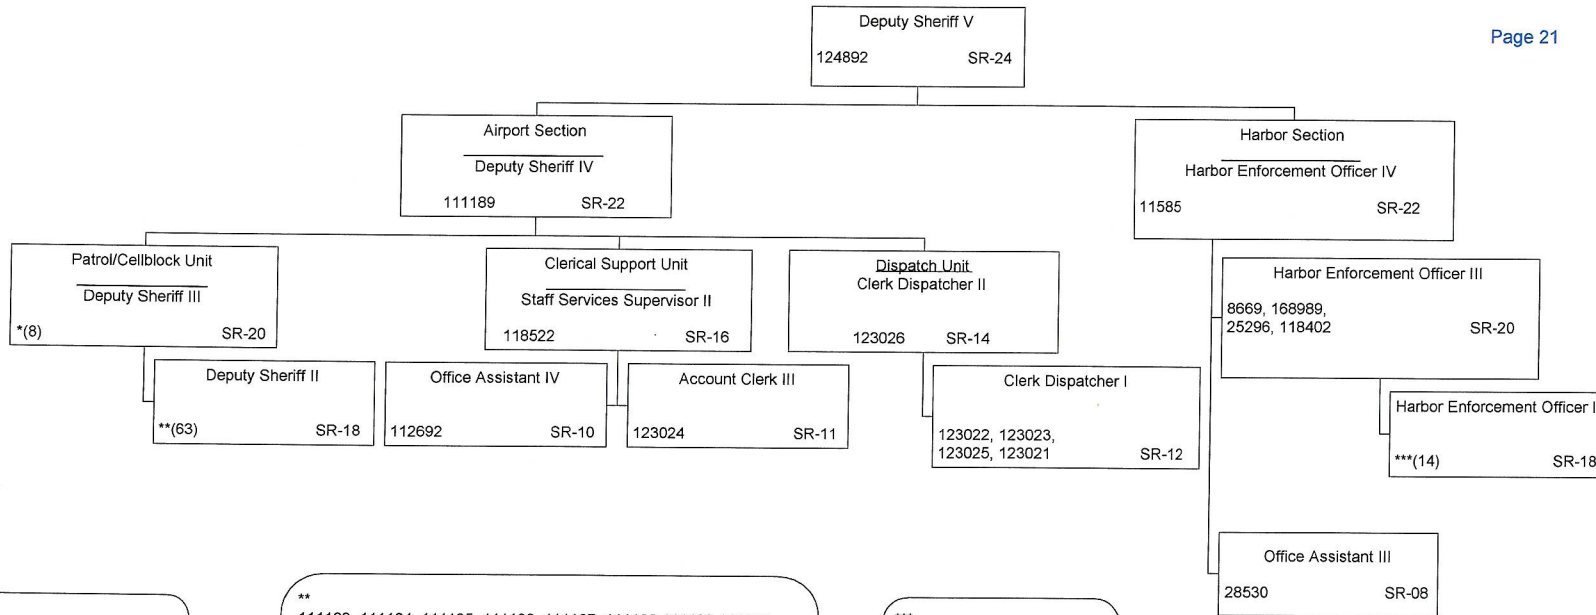 Deputy Sheriff V
124892 SR-24
Page 21
Airport Section
Deputy Sheriff IV
111189 SR-22
Harbor Section
Harbor Enforcement Officer IV
11585 SR-22
Patrol/Cellblock Unit
Deputy Sheriff III
*(8) SR-20
Clerical Support Unit
Staff Services Supervisor II
118522 SR-16
Dispatch Unit
Clerk Dispatcher II
123026 SR-14
Harbor Enforcement Officer III
8669, 168989,
25296, 118402 SR-20
Deputy Sheriff II
**(63) SR-18
Office Assistant IV
112692 SR-10
Account Clerk III
123024 SR-11
Clerk Dispatcher I
123022, 123023,
123025, 123021 SR-12
Harbor Enforcement Officer I
***(14) SR-18
Office Assistant III
28530 SR-08
**
***